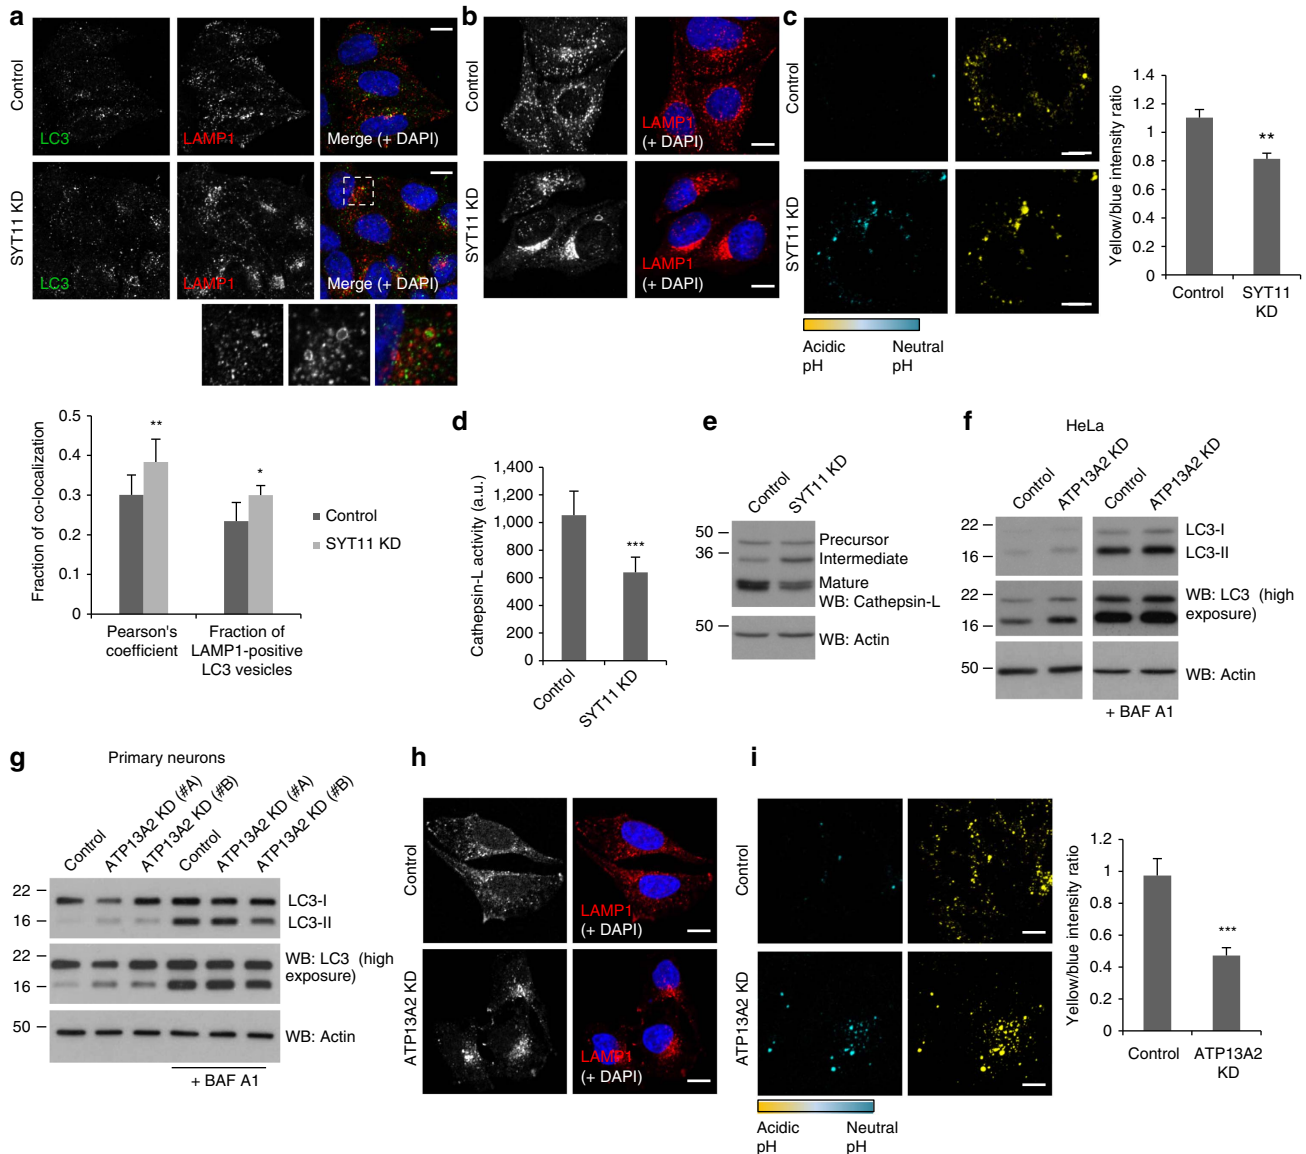 a
Control
LC3
LAMP1
Merge (+ DAPI)
SYT11 KD
LC3
LAMP1
Merge (+ DAPI)
0.5
0.4
0.3
0.2
0.1
0
Fraction of co-localization
**
*
Control
SYT11 KD
Pearson's
coefficient
Fraction of
LAMP1-positive
LC3 vesicles
b
Control
LAMP1
(+ DAPI)
SYT11 KD
LAMP1
(+ DAPI)
c
Control
SYT11 KD
Acidic
pH
Neutral
pH
Yellow/blue intensity ratio
1.4
1.2
1
0.8
0.6
0.4
0.2
0
**
Control
SYT11
KD
d
Cathepsin-L activity (a.u.)
1,400
1,200
1,000
800
600
400
200
0
***
Control
SYT11 KD
e
Control
SYT11 KD
50
36
Precursor
Intermediate
Mature
WB: Cathepsin-L
50
WB: Actin
f
HeLa
Control
ATP13A2 KD
Control
ATP13A2 KD
22
16
LC3-I
LC3-II
22
16
WB: LC3 (high
exposure)
50
WB: Actin
+ BAF A1
g
Primary neurons
Control
ATP13A2 KD (#A)
ATP13A2 KD (#B)
Control
ATP13A2 KD (#A)
ATP13A2 KD (#B)
22
16
LC3-I
LC3-II
22
16
WB: LC3 (high
exposure)
50
WB: Actin
+ BAF A1
h
Control
LAMP1
(+ DAPI)
ATP13A2 KD
LAMP1
(+ DAPI)
i
Control
ATP13A2 KD
Acidic
pH
Neutral
pH
Yellow/blue intensity ratio
1.2
1
0.8
0.6
0.4
0.2
0
***
Control
ATP13A2
KD